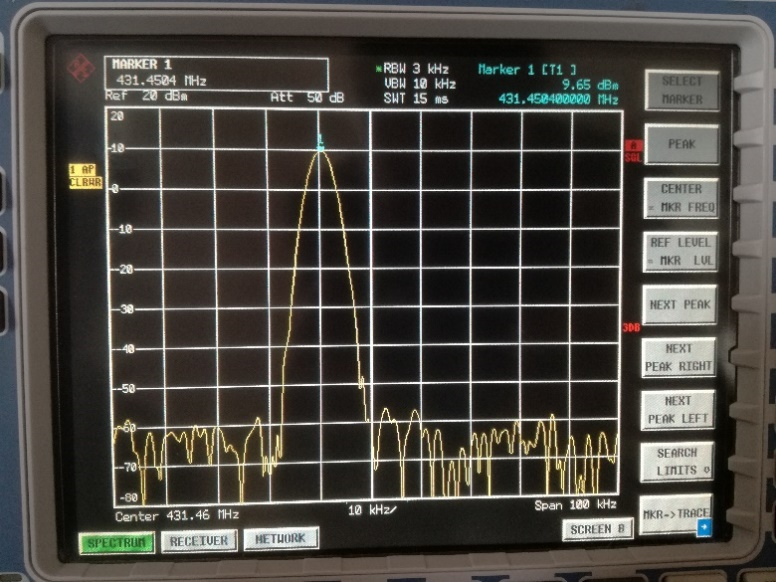 MARKER 1
431.4504 MHz
*RBW 3 kHz
VBW 10 kHz
SWT 15 ms
Marker 1 [T1 ]
9.65 dBm
431.450400000 MHz
Ref 20 dBm
Att 50 dB
20
10
0
-10
-20
-30
-40
-50
-60
-70
-80
1
1 AP
CLRWR
A
SGL
3DB
Center 431.46 MHz
10 kHz/
Span 100 kHz
SELECT
MARKER
PEAK
CENTER
= MKR FREQ
REF LEVEL
= MKR LVL
NEXT PEAK
NEXT
PEAK RIGHT
NEXT
PEAK LEFT
SEARCH
LIMITS
MKR->TRACE
SPECTRUM
RECEIVER
NETWORK
SCREEN B